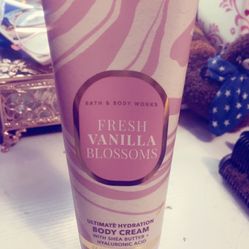 BATH & BODY WORKS
FRESH
VANILLA
BLOSSOMS
ULTIMATE HYDRATION
BODY CREAM
WITH SHEA BUTTER +
HYALURONIC ACID